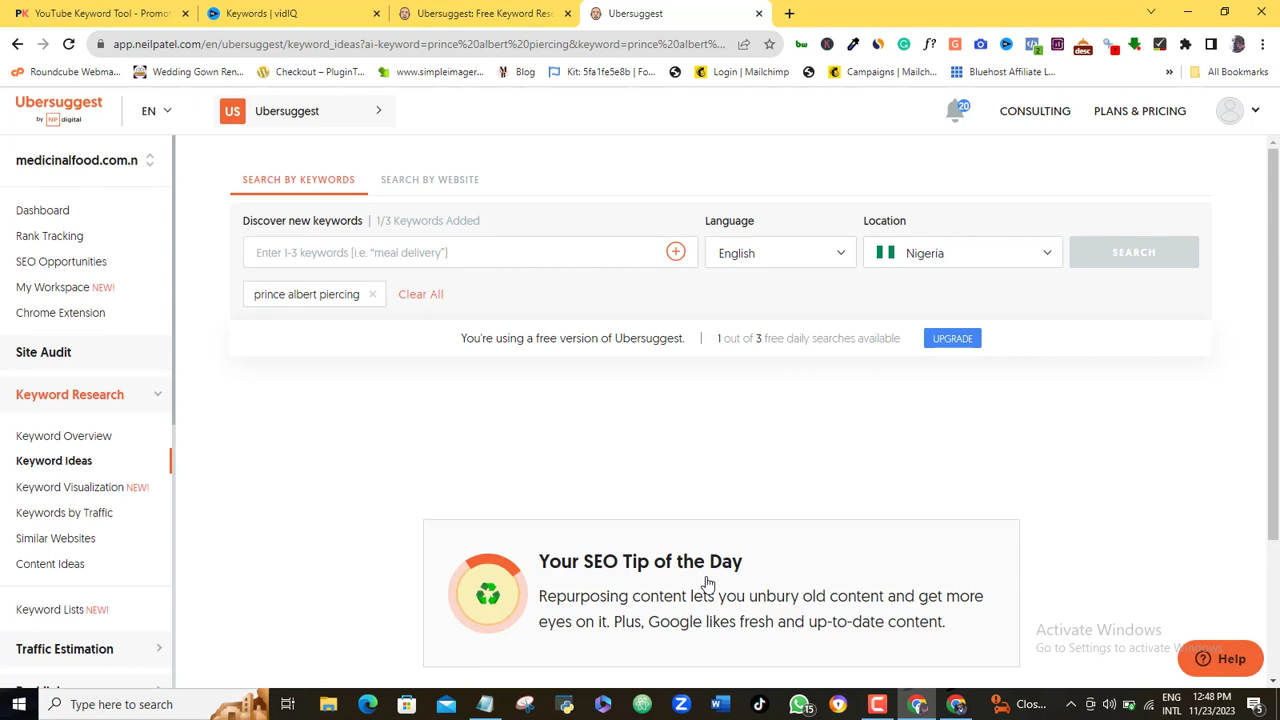 PK Keyword Tool - Promot
Keywords | vidIQ
Ubersuggest: Free Keyword Res
Ubersuggest
app.neilpatel.com/en/ubersuggest/keyword_ideas?ai-keyword=prince%20albert%20piercing&keyword=prince%20albert%...
Roundcube Webma...
Wedding Gown Ren...
Checkout – PluginT...
www.simpleimager...
Blog
Kit: 5fa1fe5e8b | Fo...
Login | Mailchimp
Campaigns | Mailch...
Bluehost Affiliate L...
»
All Bookmarks
Ubersuggest
by NP digital
EN
US Ubersuggest
20
CONSULTING
PLANS & PRICING
medicinalfood.com.n
Dashboard
Rank Tracking
SEO Opportunities
My Workspace NEW!
Chrome Extension
Site Audit
Keyword Research
Keyword Overview
Keyword Ideas
Keyword Visualization NEW!
Keywords by Traffic
Similar Websites
Content Ideas
Keyword Lists NEW!
Traffic Estimation
SEARCH BY KEYWORDS
SEARCH BY WEBSITE
Discover new keywords | 1/3 Keywords Added
Language
Location
Enter 1-3 keywords (i.e. “meal delivery”)
English
Nigeria
SEARCH
prince albert piercing
Clear All
You're using a free version of Ubersuggest. | 1 out of 3 free daily searches available
UPGRADE
Your SEO Tip of the Day
Repurposing content lets you unbury old content and get more
eyes on it. Plus, Google likes fresh and up-to-date content.
Activate Windows
Go to Settings to activate Windows.
Help
Type here to search
15
Clos...
ENG
INTL
12:48 PM
11/23/2023
5